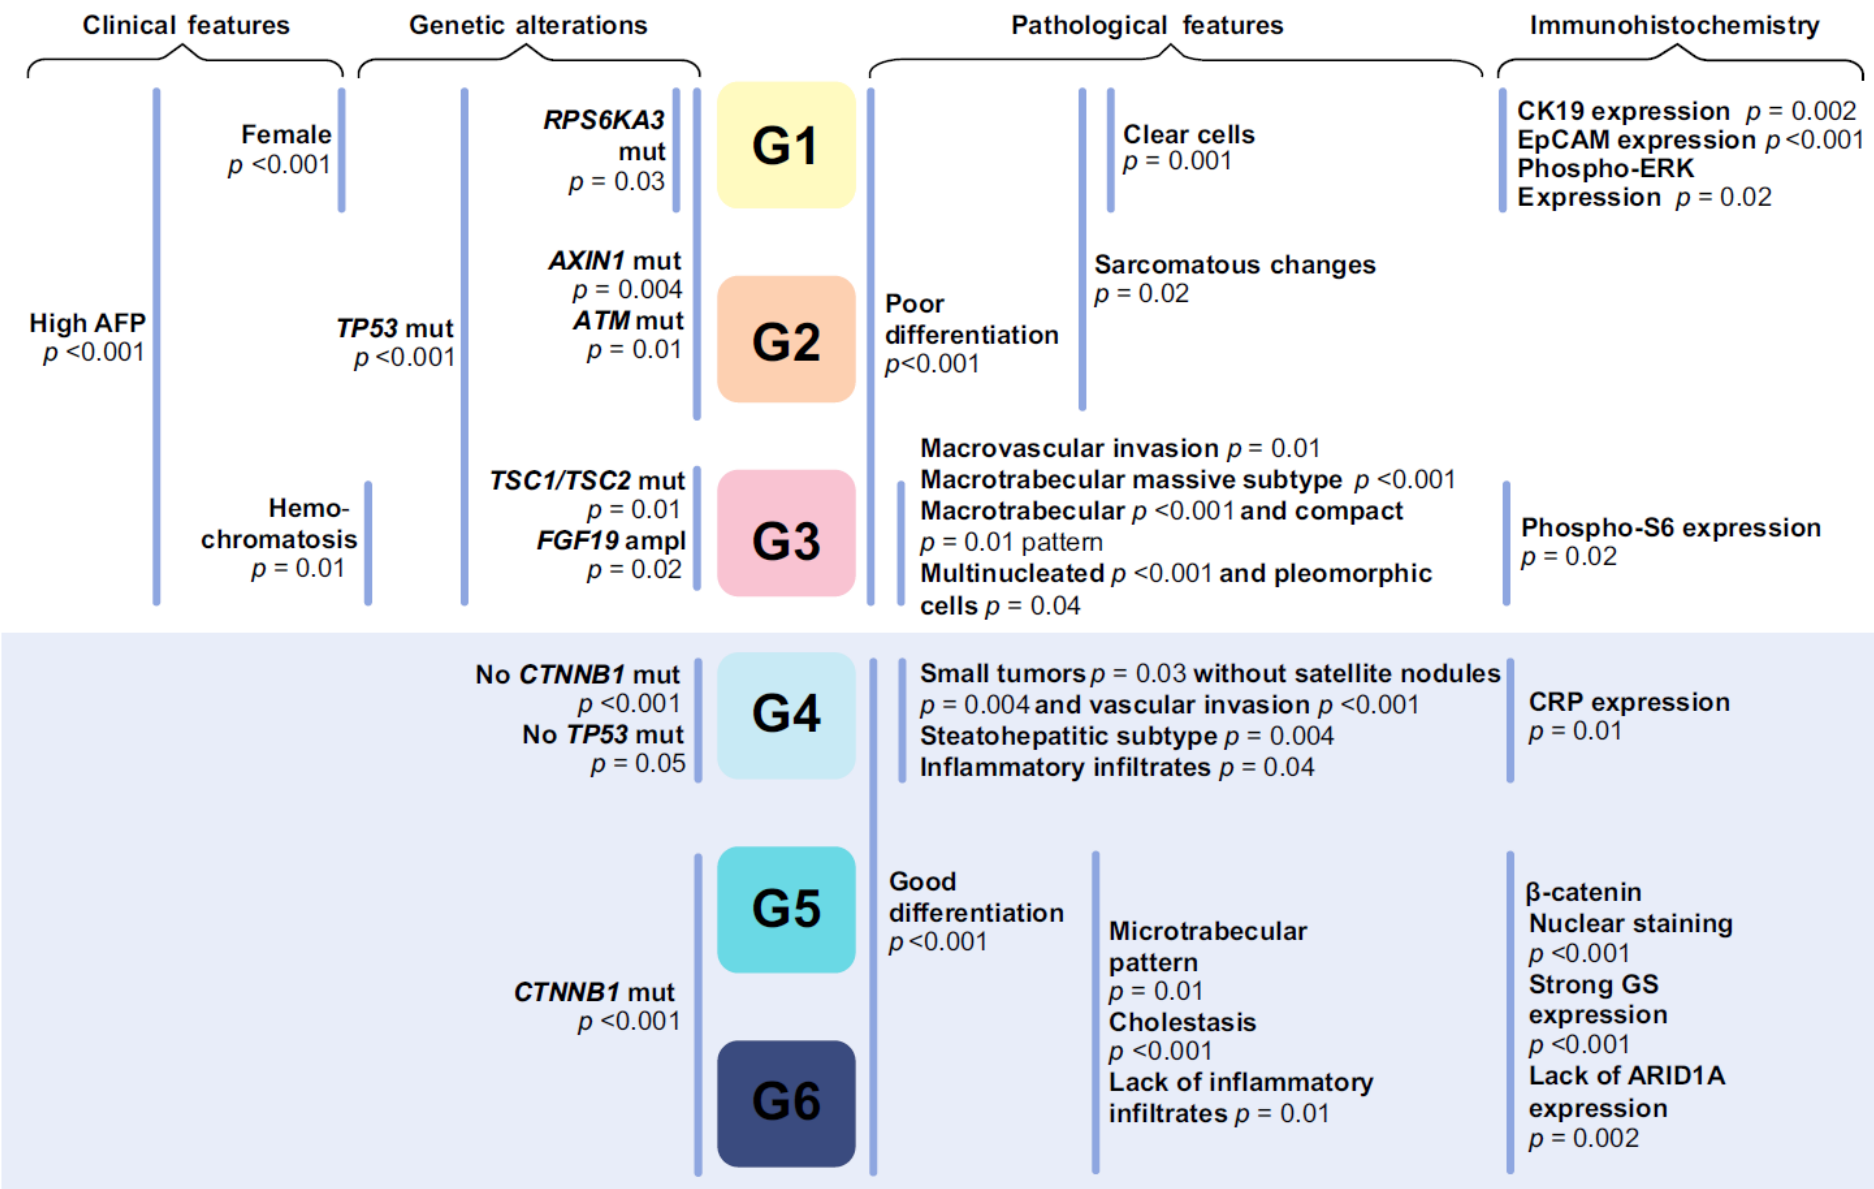 Clinical features
Genetic alterations
Pathological features
Immunohistochemistry
High AFP
p <0.001
Female
p <0.001
Hemo-
chromatosis
p = 0.01
TP53 mut
p <0.001
RPS6KA3
mut
p = 0.03
AXIN1 mut
p = 0.004
ATM mut
p = 0.01
TSC1/TSC2 mut
p = 0.01
FGF19 ampl
p = 0.02
No CTNNB1 mut
p <0.001
No TP53 mut
p = 0.05
CTNNB1 mut
p <0.001
G1
G2
G3
G4
G5
G6
Poor
differentiation
p<0.001
Clear cells
p = 0.001
Sarcomatous changes
p = 0.02
Macrovascular invasion p = 0.01
Macrotrabecular massive subtype p <0.001
Macrotrabecular p <0.001 and compact
p = 0.01 pattern
Multinucleated p <0.001 and pleomorphic
cells p = 0.04
Small tumors p = 0.03 without satellite nodules
p = 0.004 and vascular invasion p <0.001
Steatohepatitic subtype p = 0.004
Inflammatory infiltrates p = 0.04
Good
differentiation
p <0.001
Microtrabecular
pattern
p = 0.01
Cholestasis
p <0.001
Lack of inflammatory
infiltrates p = 0.01
CK19 expression p = 0.002
EpCAM expression p <0.001
Phospho-ERK
Expression p = 0.02
Phospho-S6 expression
p = 0.02
CRP expression
p = 0.01
β-catenin
Nuclear staining
p <0.001
Strong GS
expression
p <0.001
Lack of ARID1A
expression
p = 0.002